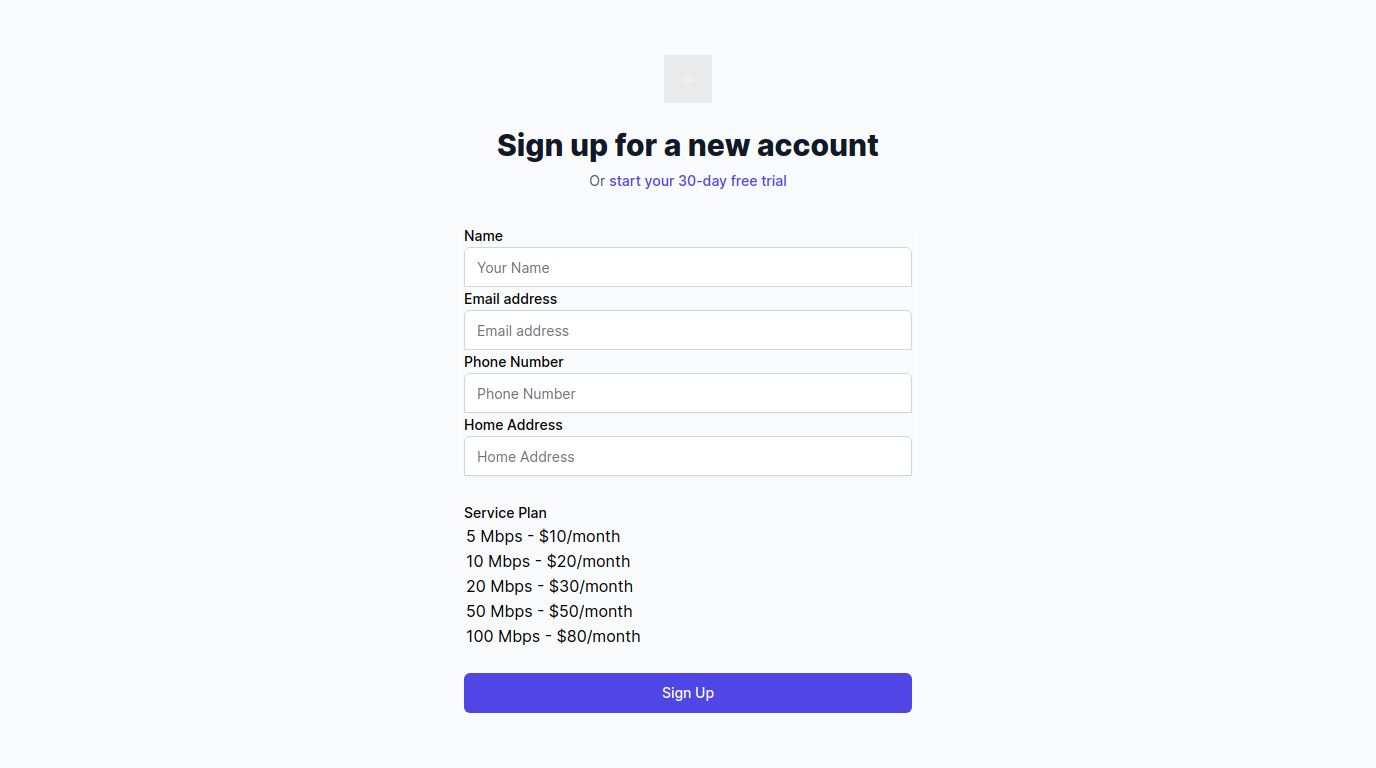 Sign up for a new account
Or start your 30-day free trial
Name
Your Name
Email address
Email address
Phone Number
Phone Number
Home Address
Home Address
Service Plan
5 Mbps - $10/month
10 Mbps - $20/month
20 Mbps - $30/month
50 Mbps - $50/month
100 Mbps - $80/month
Sign Up